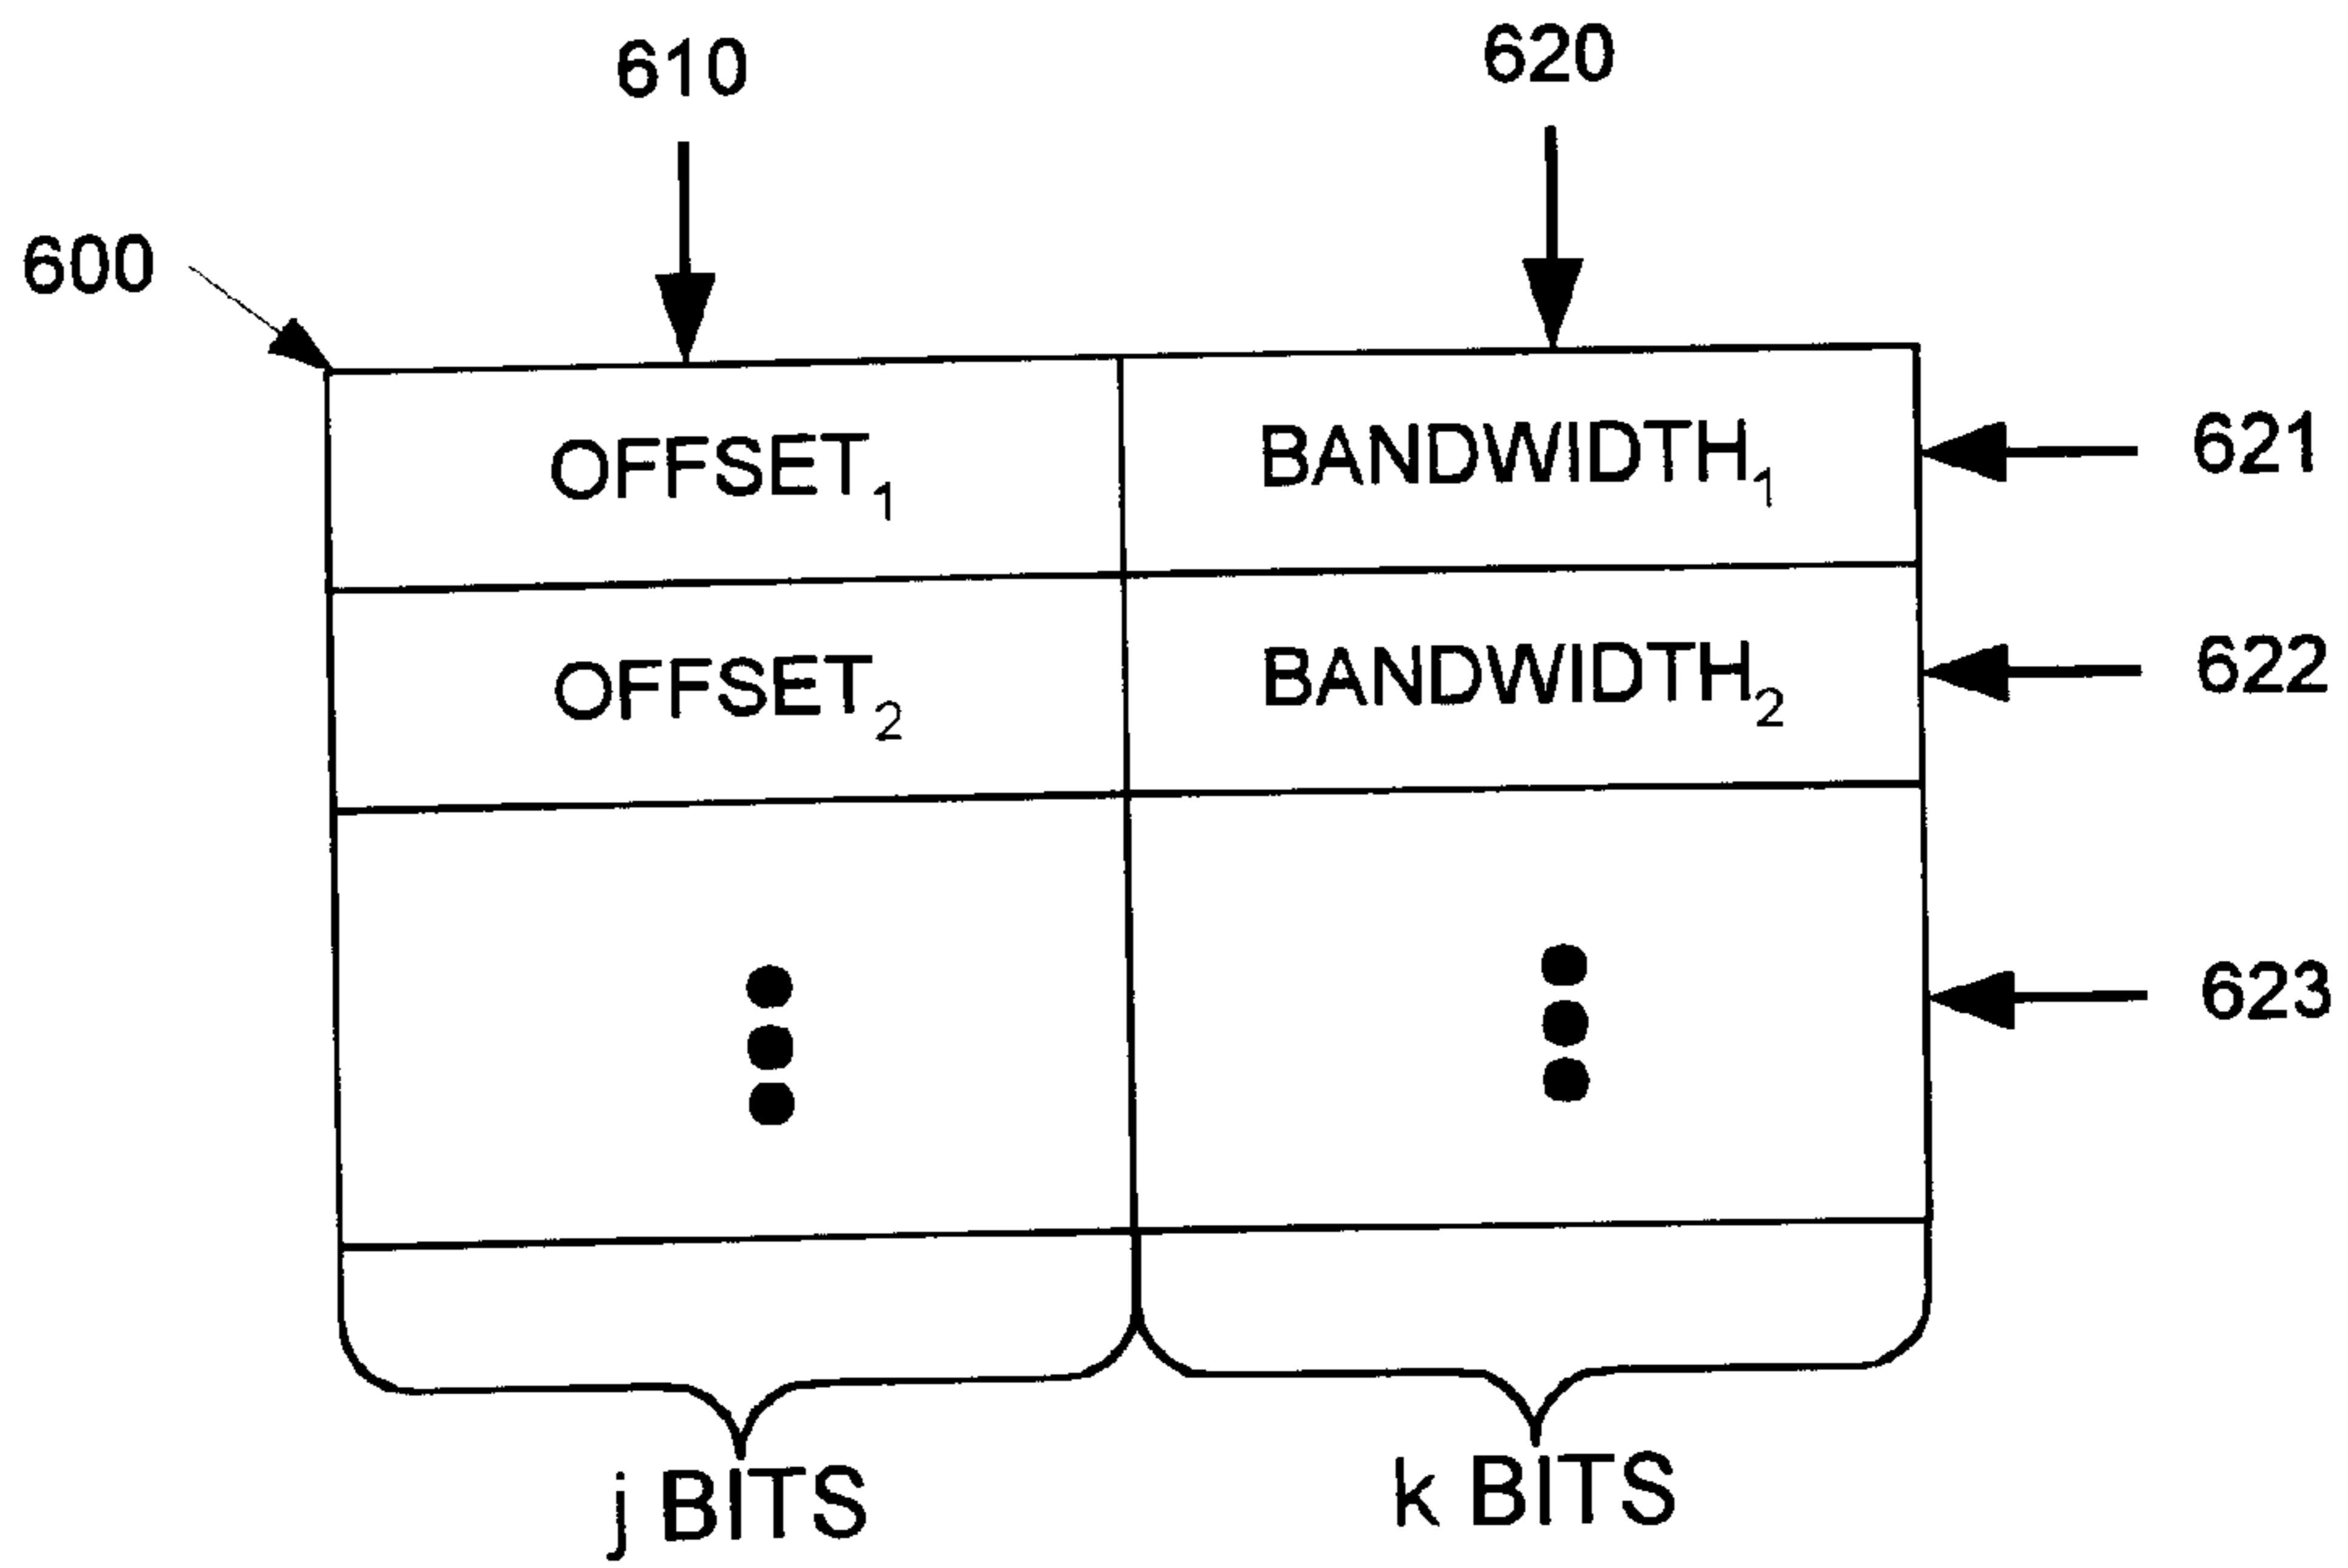 610 620
600
OFFSET₁ BANDWIDTH₁ 621
OFFSET₂ BANDWIDTH₂ 622
623
j BITS k BITS